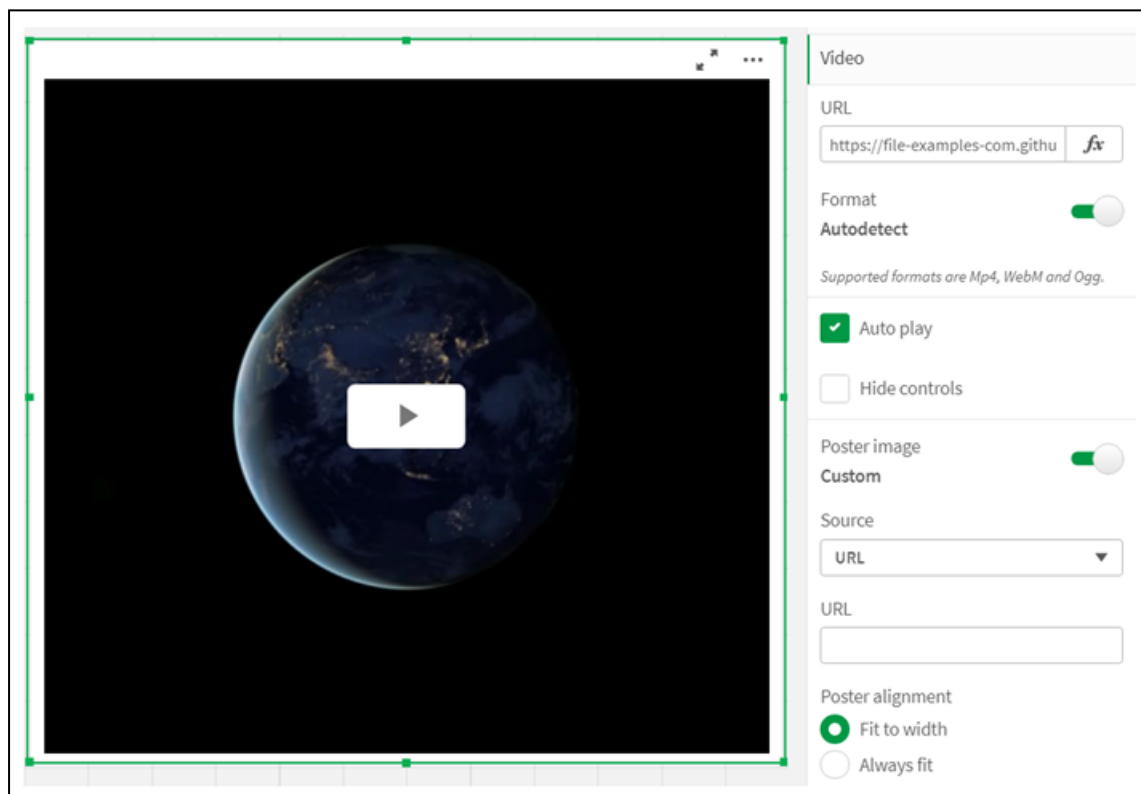 Video
URL
https://file-examples-com.githu
fx
Format
Autodetect
Supported formats are Mp4, WebM and Ogg.
Auto play
Hide controls
Poster image
Custom
Source
URL
URL
Poster alignment
Fit to width
Always fit